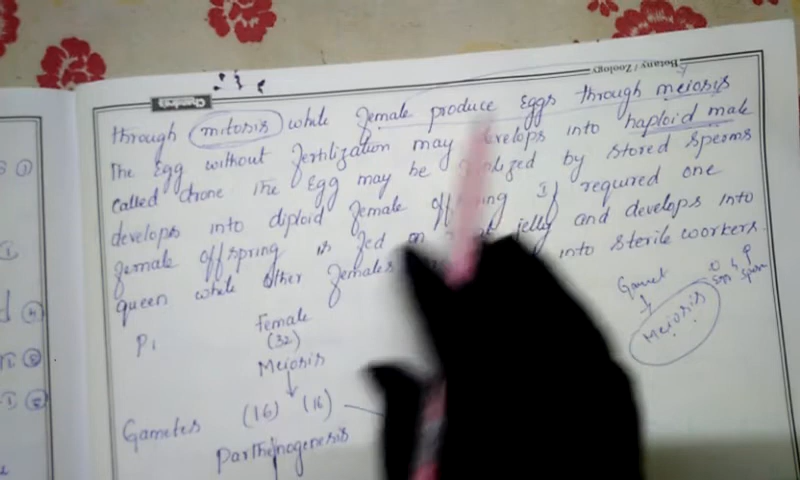 Botany/Zoology
through mitosis while female produce Eggs through meiosys
The Egg without fertilization may develops into haploid male
called drone The Egg may be by stored sperms
develops into diploid female offspring If required one
female offspring is fed on jelly and develops into
queen while other females into sterile workers.
Gamet
Meiosis
P1
Female
(32)
Meiosis
Gametes (16) (16)
Parthenogenesis